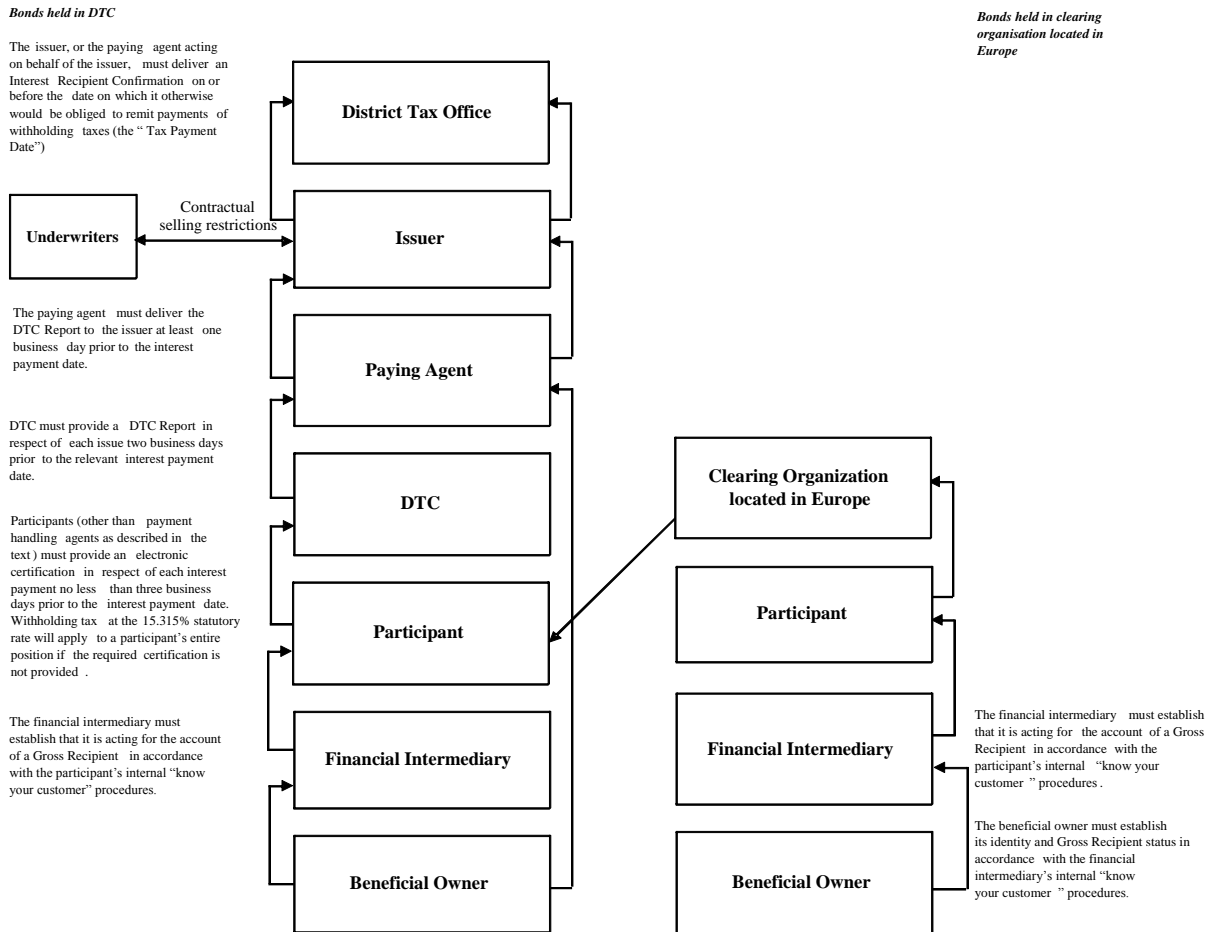 Bonds held in DTC
The issuer, or the paying agent acting
on behalf of the issuer, must deliver an
Interest Recipient Confirmation on or
before the date on which it otherwise
would be obliged to remit payments of
withholding taxes (the “ Tax Payment
Date”)
Bonds held in clearing
organisation located in
Europe
District Tax Office
Underwriters
Contractual
selling restrictions
Issuer
The paying agent must deliver the
DTC Report to the issuer at least one
business day prior to the interest
payment date.
Paying Agent
DTC must provide a DTC Report in
respect of each issue two business days
prior to the relevant interest payment
date.
DTC
Clearing Organization
located in Europe
Participants (other than payment
handling agents as described in the
text ) must provide an electronic
certification in respect of each interest
payment no less than three business
days prior to the interest payment date.
Withholding tax at the 15.315% statutory
rate will apply to a participant’s entire
position if the required certification is
not provided .
Participant
Participant
The financial intermediary must
establish that it is acting for the account
of a Gross Recipient in accordance
with the participant’s internal “know
your customer” procedures.
Financial Intermediary
Financial Intermediary
The financial intermediary must establish
that it is acting for the account of a Gross
Recipient in accordance with the
participant’s internal “know your
customer ” procedures .
Beneficial Owner
Beneficial Owner
The beneficial owner must establish
its identity and Gross Recipient status in
accordance with the financial
intermediary’s internal “know
your customer ” procedures.